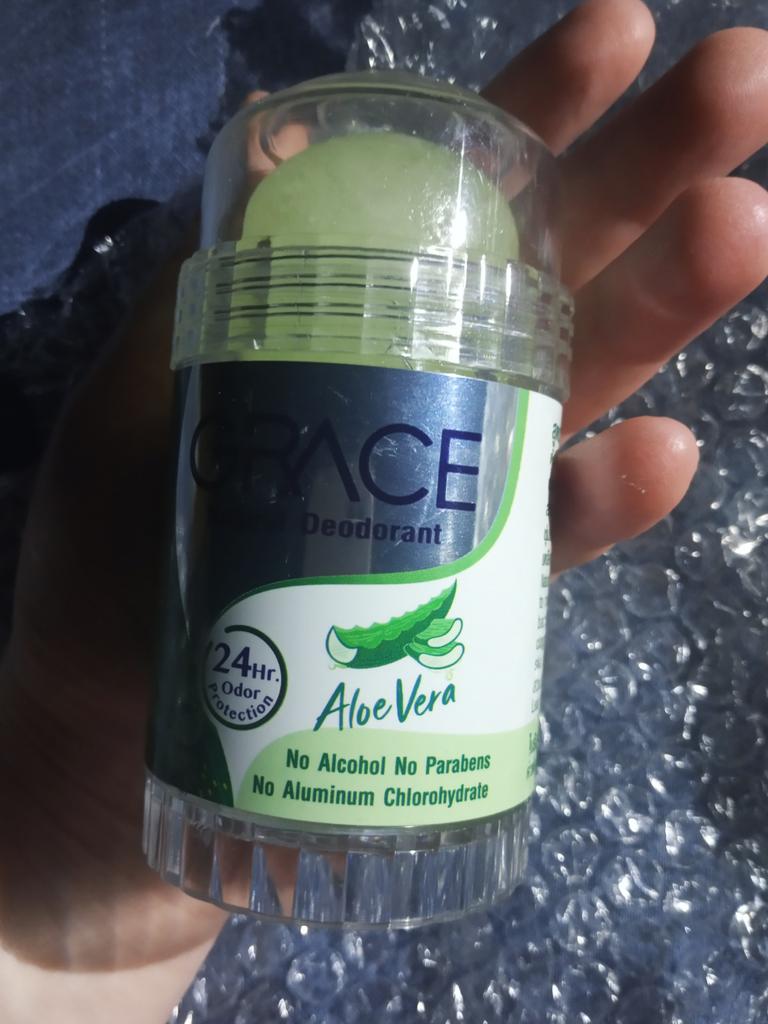 GRACE
Deodorant
24Hr.
Odor
Protection
Aloe Vera
No Alcohol No Parabens
No Aluminum Chlorohydrate